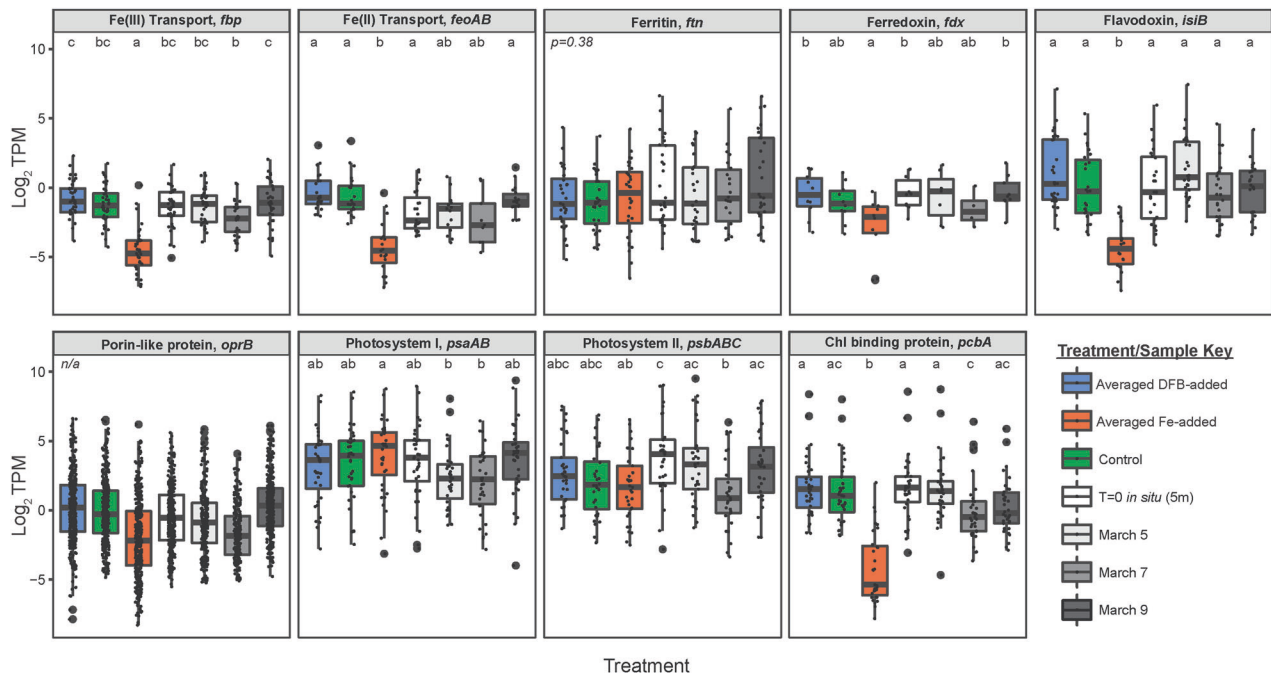 Fe(III) Transport, fbp
Fe(II) Transport, feoAB
Ferritin, ftn
Ferredoxin, fdx
Flavodoxin, isiB
c bc a bc bc b c
a a b a ab ab a
p=0.38
b ab a b ab ab b
a a b a a a a
10
5
0
−5
Log2 TPM
Porin-like protein, oprB
Photosystem I, psaAB
Photosystem II, psbABC
Chl binding protein, pcbA
n/a
ab ab a ab b b ab
abc abc ab c ac b ac
a ac b a a c ac
10
5
0
−5
Log2 TPM
Treatment/Sample Key
Averaged DFB-added
Averaged Fe-added
Control
T=0 in situ (5m)
March 5
March 7
March 9
Treatment